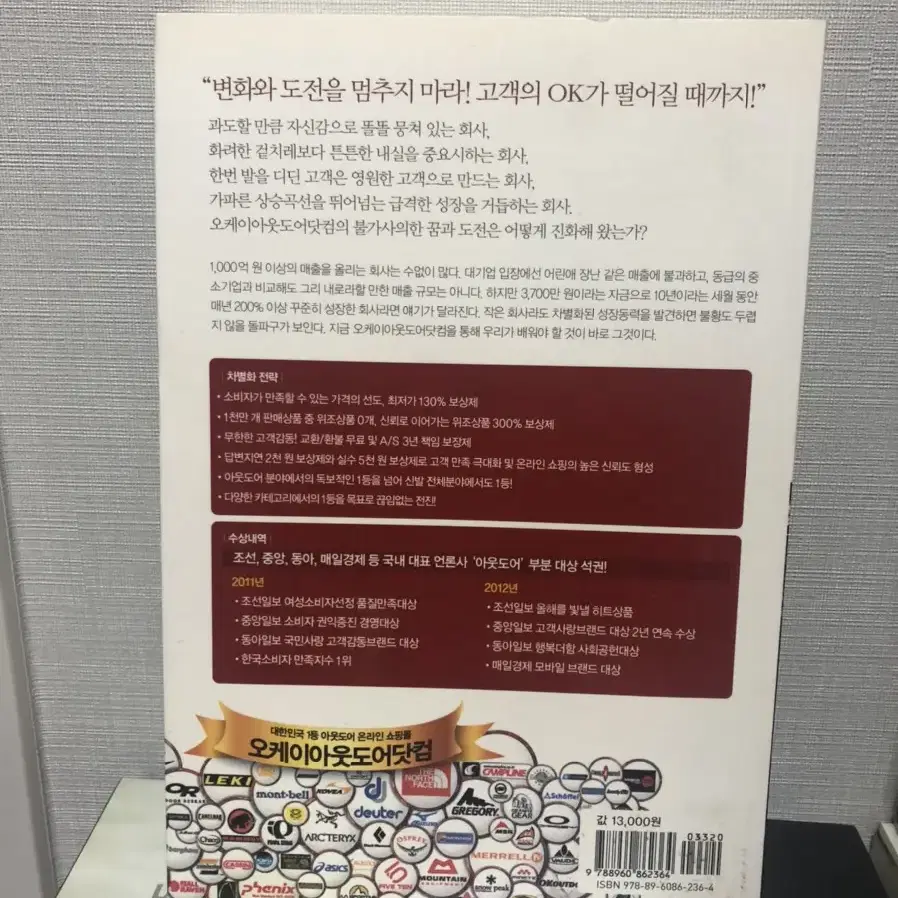 “변화와 도전을 멈추지 마라! 고객의 OK가 떨어질 때까지!”
과도할 만큼 자신감으로 똘똘 뭉쳐 있는 회사,
화려한 겉치레보다 튼튼한 내실을 중요시하는 회사,
한번 발을 디딘 고객은 영원한 고객으로 만드는 회사,
가파른 상승곡선을 뛰어넘는 급격한 성장을 거듭하는 회사.
오케이아웃도어닷컴의 불가사의한 꿈과 도전은 어떻게 진화해 왔는가?
1,000억 원 이상의 매출을 올리는 회사는 수없이 많다. 대기업 입장에선 어린애 장난 같은 매출에 불과하고, 동급의 중
소기업과 비교해도 그리 내로라할 만한 매출 규모는 아니다. 하지만 3,700만 원이라는 자금으로 10년이라는 세월 동안
매년 200% 이상 꾸준히 성장한 회사라면 얘기가 달라진다. 작은 회사라도 차별화된 성장동력을 발견하면 불황도 두렵
지 않을 돌파구가 보인다. 지금 오케이아웃도어닷컴을 통해 우리가 배워야 할 것이 바로 그것이다.
차별화 전략
• 소비자가 만족할 수 있는 가격의 선도, 최저가 130% 보상제
• 1천만 개 판매상품 중 위조상품 0개, 신뢰로 이어가는 위조상품 300% 보상제
• 무한한 고객감동! 교환/환불 무료 및 A/S 3년 책임 보장제
• 답변지연 2천 원 보상제와 실수 5천 원 보상제로 고객 만족 극대화 및 온라인 쇼핑의 높은 신뢰도 형성
• 아웃도어 분야에서의 독보적인 1등을 넘어 신발 전체분야에서도 1등!
• 다양한 카테고리에서의 1등을 목표로 끊임없는 전진!
수상내역
조선, 중앙, 동아, 매일경제 등 국내 대표 언론사 ‘아웃도어’ 부분 대상 석권!
2011년
• 조선일보 여성소비자선정 품질만족대상
• 중앙일보 소비자 권익증진 경영대상
• 동아일보 국민사랑 고객감동브랜드 대상
• 한국소비자 만족지수 1위
2012년
• 조선일보 올해를 빛낼 히트상품
• 중앙일보 고객사랑브랜드 대상 2년 연속 수상
• 동아일보 행복더함 사회공헌대상
• 매일경제 모바일 브랜드 대상
대한민국 1등 아웃도어 온라인 쇼핑몰
오케이아웃도어닷컴
LEKI
THE NORTH FACE
CAMPLINE
OR
mont-bell
KOVEA
deuter
GREGORY
Schöffel
ARC'TERYX
OSPREY
MSR
asics
FIVE TEN
MOUNTAIN
MERRELL
snow peak
phenix
값 13,000원
03320
9 788960 862364
ISBN 978-89-6086-236-4